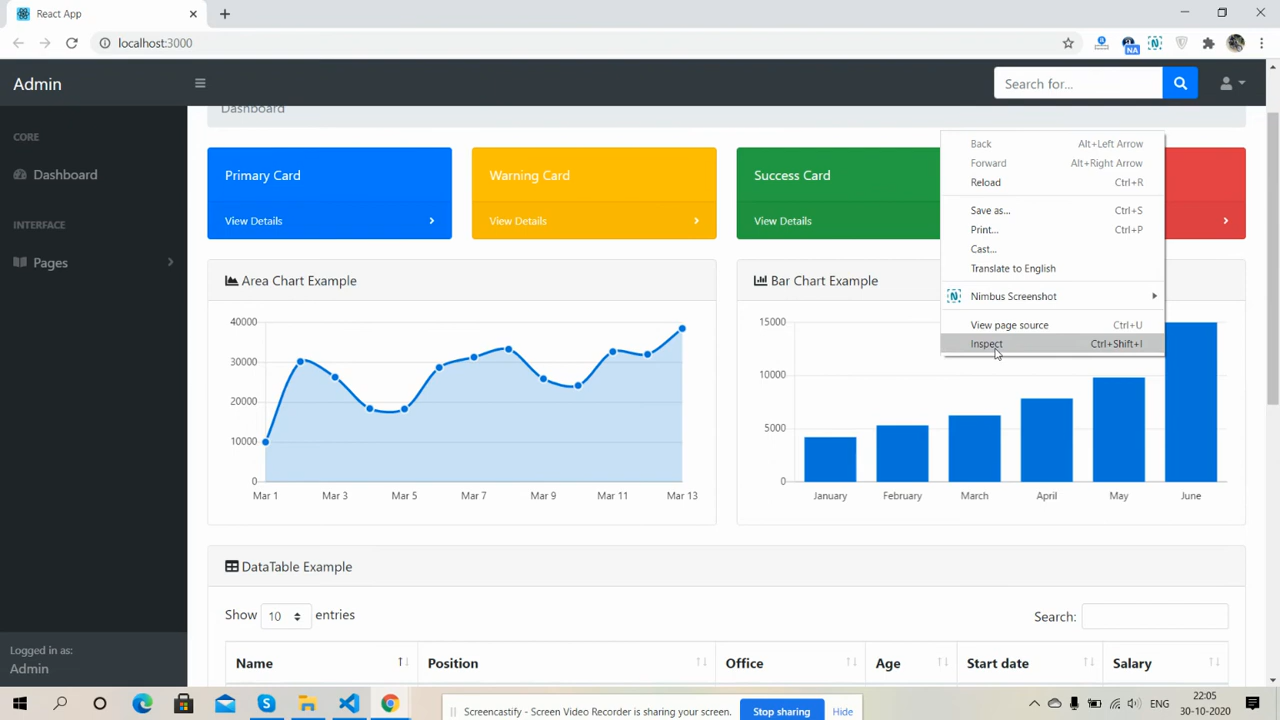 React App
localhost:3000
NA
Admin
Search for...
CORE
Dashboard
INTERFACE
Pages
Logged in as:
Admin
Dashboard
Primary Card
View Details
Warning Card
View Details
Success Card
View Details
Back Alt+Left Arrow
Forward Alt+Right Arrow
Reload Ctrl+R
Save as... Ctrl+S
Print... Ctrl+P
Cast...
Translate to English
Nimbus Screenshot
View page source Ctrl+U
Inspect Ctrl+Shift+I
Area Chart Example
40000
30000
20000
10000
0
Mar 1 Mar 3 Mar 5 Mar 7 Mar 9 Mar 11 Mar 13
Bar Chart Example
15000
10000
5000
0
January February March April May June
DataTable Example
Show 10 entries
Search:
Name Position Office Age Start date Salary
Screencastify - Screen Video Recorder is sharing your screen.
Stop sharing
Hide
ENG
22:05
30-10-2020